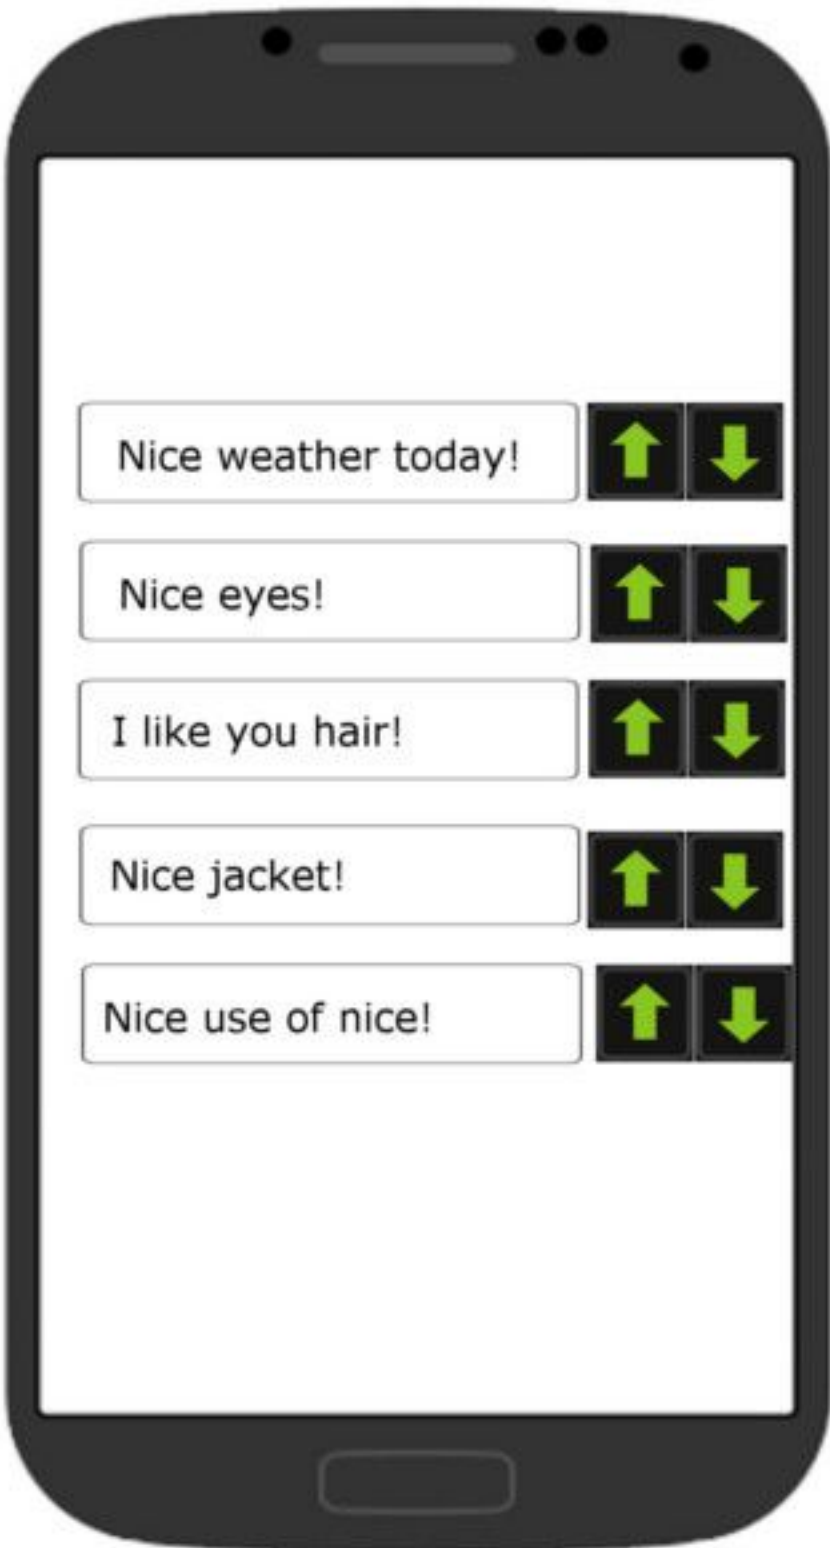 Nice weather today!
Nice eyes!
I like you hair!
Nice jacket!
Nice use of nice!